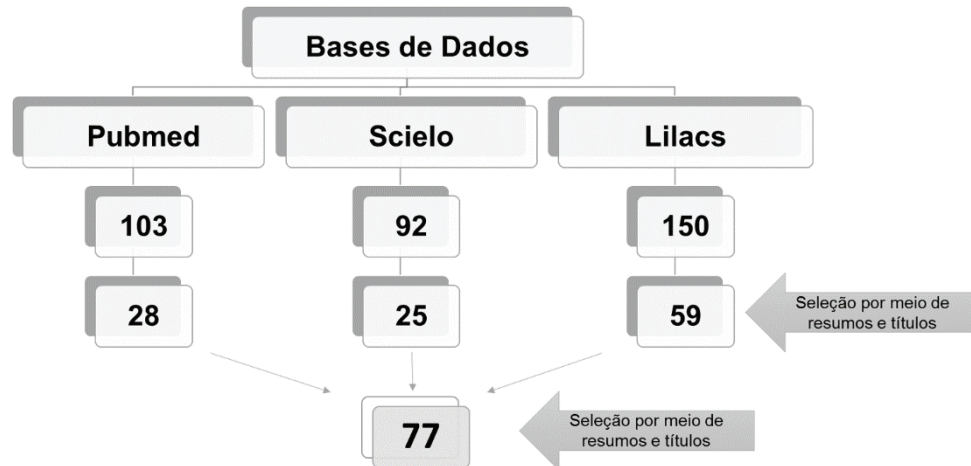 Bases de Dados
Pubmed
Scielo
Lilacs
103
92
150
28
25
59
Seleção por meio de
resumos e títulos
77
Seleção por meio de
resumos e títulos